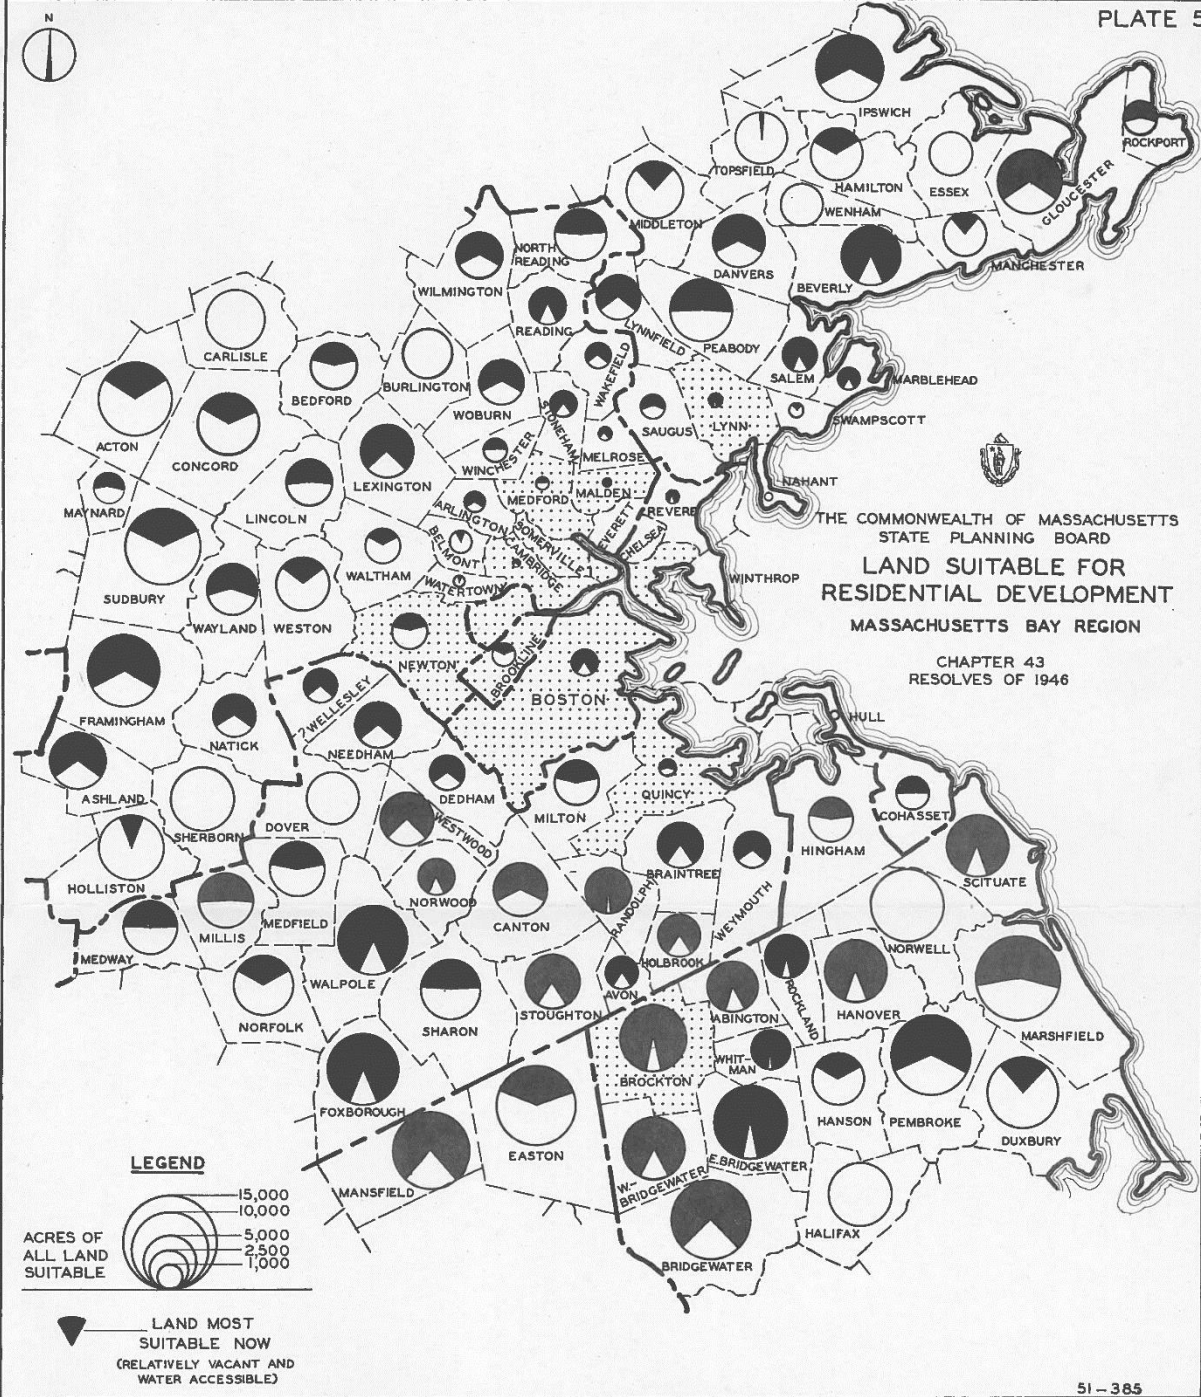 N
PLATE 5
IPSWICH
ROCKPORT
TOPSFIELD
HAMILTON
ESSEX
GLOUCESTER
WENHAM
MIDDLETON
MANCHESTER
NORTH
READING
DANVERS
BEVERLY
WILMINGTON
READING
LYNNFIELD
PEABODY
CARLISLE
BURLINGTON
WAKEFIELD
SALEM
MARBLEHEAD
BEDFORD
WOBURN
STONEHAM
SAUGUS
LYNN
SWAMPSCOTT
ACTON
CONCORD
LEXINGTON
WINCHESTER
MELROSE
NAHANT
MAYNARD
LINCOLN
ARLINGTON
MEDFORD
MALDEN
REVERE
EVERETT
CHELSEA
SOMERVILLE
CAMBRIDGE
BELMONT
WALTHAM
WATERTOWN
WINTHROP
SUDBURY
WAYLAND
WESTON
NEWTON
BROOKLINE
BOSTON
THE COMMONWEALTH OF MASSACHUSETTS
STATE PLANNING BOARD
LAND SUITABLE FOR
RESIDENTIAL DEVELOPMENT
MASSACHUSETTS BAY REGION
CHAPTER 43
RESOLVES OF 1946
FRAMINGHAM
NATICK
WELLESLEY
NEEDHAM
HULL
ASHLAND
SHERBORN
DOVER
DEDHAM
MILTON
QUINCY
COHASSET
WESTWOOD
HINGHAM
HOLLISTON
MEDFIELD
NORWOOD
CANTON
RANDOLPH
BRAINTREE
WEYMOUTH
SCITUATE
MEDWAY
MILLIS
WALPOLE
HOLBROOK
NORWELL
NORFOLK
SHARON
STOUGHTON
AVON
ABINGTON
ROCKLAND
HANOVER
MARSHFIELD
FOXBOROUGH
BROCKTON
WHIT-
MAN
HANSON
PEMBROKE
DUXBURY
MANSFIELD
EASTON
W.-
BRIDGEWATER
E. BRIDGEWATER
BRIDGEWATER
HALIFAX
LEGEND
15,000
10,000
5,000
2,500
1,000
ACRES OF
ALL LAND
SUITABLE
LAND MOST
SUITABLE NOW
(RELATIVELY VACANT AND
WATER ACCESSIBLE)
51-385